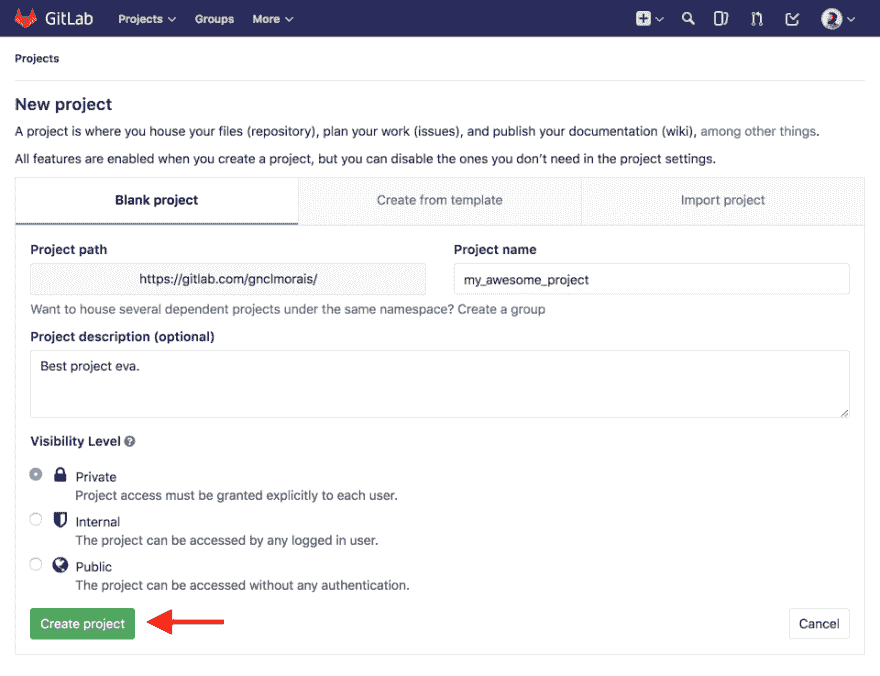 GitLab Projects Groups More
Projects
New project
A project is where you house your files (repository), plan your work (issues), and publish your documentation (wiki), among other things.
All features are enabled when you create a project, but you can disable the ones you don't need in the project settings.
Blank project Create from template Import project
Project path Project name
https://gitlab.com/gnclmorais/ my_awesome_project
Want to house several dependent projects under the same namespace? Create a group
Project description (optional)
Best project eva.
Visibility Level
Private
Project access must be granted explicitly to each user.
Internal
The project can be accessed by any logged in user.
Public
The project can be accessed without any authentication.
Create project Cancel